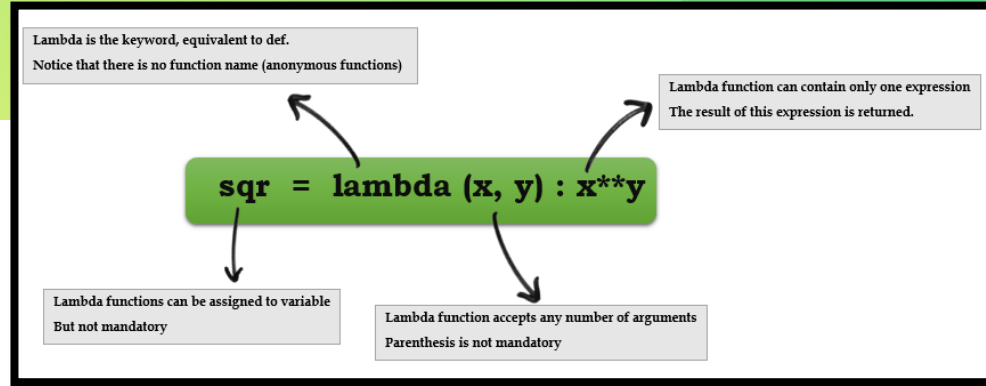 Lambda is the keyword, equivalent to def.
Notice that there is no function name (anonymous functions)
Lambda function can contain only one expression
The result of this expression is returned.
sqr = lambda (x, y) : x**y
Lambda functions can be assigned to variable
But not mandatory
Lambda function accepts any number of arguments
Parenthesis is not mandatory